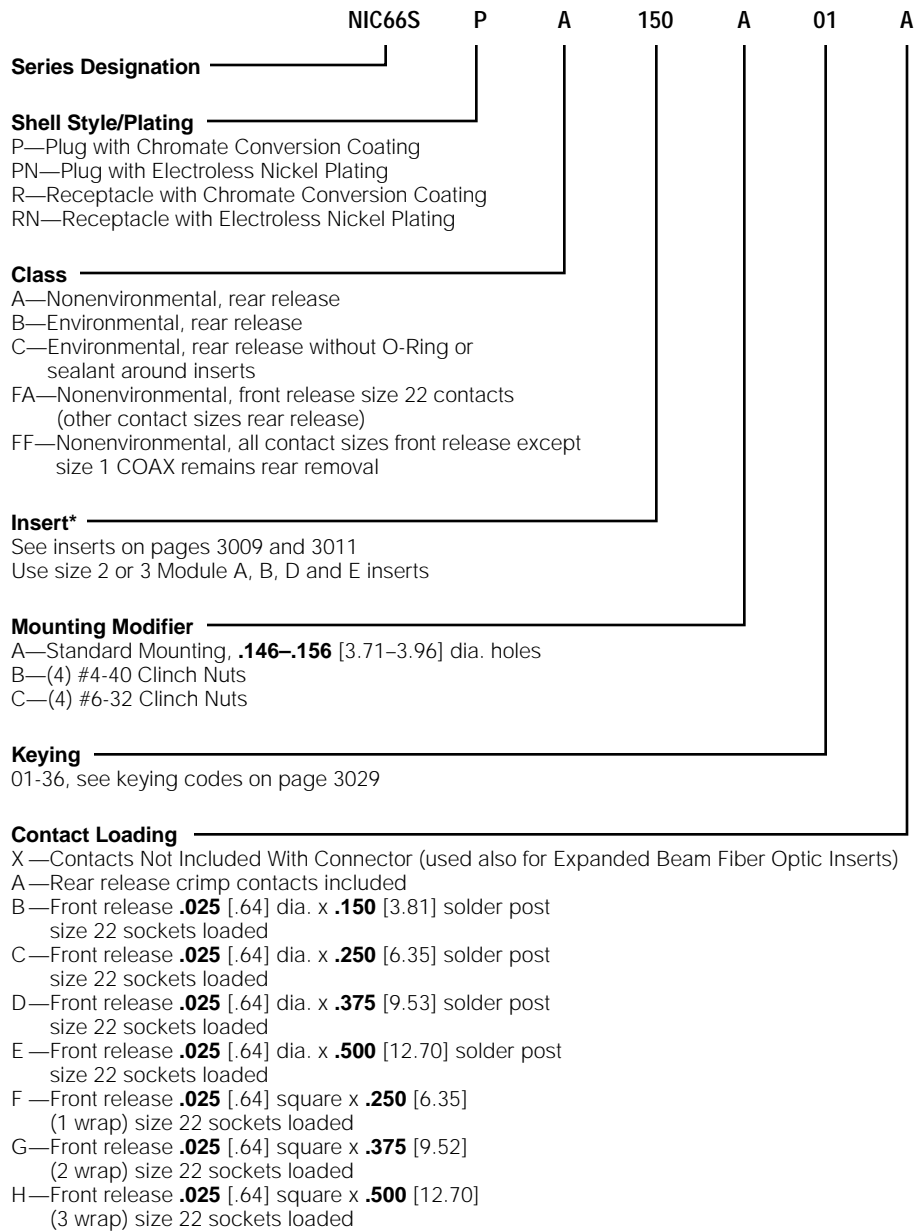 NIC66S P A 150 A 01 A
Series Designation
Shell Style/Plating
P—Plug with Chromate Conversion Coating
PN—Plug with Electroless Nickel Plating
R—Receptacle with Chromate Conversion Coating
RN—Receptacle with Electroless Nickel Plating
Class
A—Nonenvironmental, rear release
B—Environmental, rear release
C—Environmental, rear release without O-Ring or
sealant around inserts
FA—Nonenvironmental, front release size 22 contacts
(other contact sizes rear release)
FF—Nonenvironmental, all contact sizes front release except
size 1 COAX remains rear removal
Insert*
See inserts on pages 3009 and 3011
Use size 2 or 3 Module A, B, D and E inserts
Mounting Modifier
A—Standard Mounting, .146–.156 [3.71–3.96] dia. holes
B—(4) #4-40 Clinch Nuts
C—(4) #6-32 Clinch Nuts
Keying
01-36, see keying codes on page 3029
Contact Loading
X—Contacts Not Included With Connector (used also for Expanded Beam Fiber Optic Inserts)
A—Rear release crimp contacts included
B—Front release .025 [.64] dia. x .150 [3.81] solder post
size 22 sockets loaded
C—Front release .025 [.64] dia. x .250 [6.35] solder post
size 22 sockets loaded
D—Front release .025 [.64] dia. x .375 [9.53] solder post
size 22 sockets loaded
E—Front release .025 [.64] dia. x .500 [12.70] solder post
size 22 sockets loaded
F—Front release .025 [.64] square x .250 [6.35]
(1 wrap) size 22 sockets loaded
G—Front release .025 [.64] square x .375 [9.52]
(2 wrap) size 22 sockets loaded
H—Front release .025 [.64] square x .500 [12.70]
(3 wrap) size 22 sockets loaded